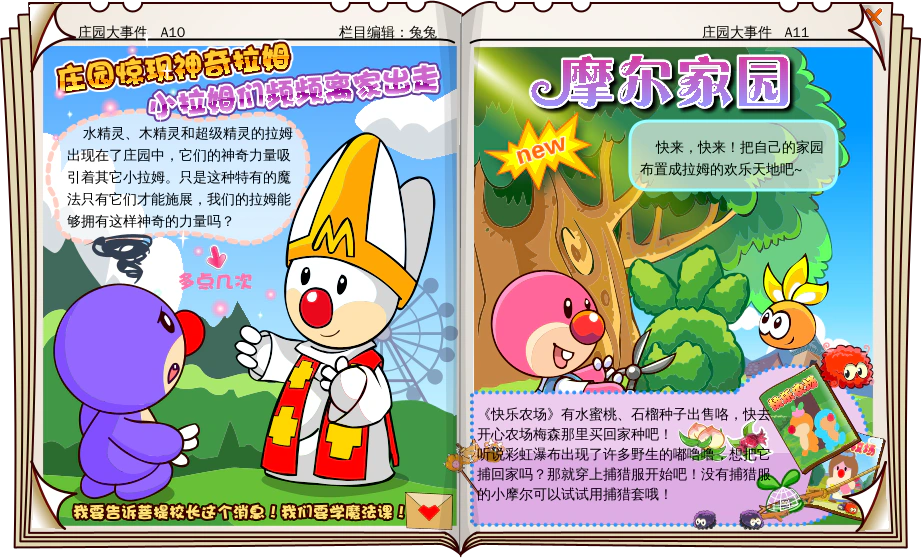 庄园大事件 A10
栏目编辑：兔兔
庄园惊现神奇拉姆
小拉姆们频频离家出走
水精灵、木精灵和超级精灵的拉姆
出现在了庄园中，它们的神奇力量吸
引着其它小拉姆。只是这种特有的魔
法只有它们才能施展，我们的拉姆能
够拥有这样神奇的力量吗？
多点几次
M
我要告诉菩提校长这个消息！我们要学魔法课！
庄园大事件 A11
摩尔家园
new
快来，快来！把自己的家园
布置成拉姆的欢乐天地吧~
《快乐农场》有水蜜桃、石榴种子出售咯，快去
开心农场梅森那里买回家种吧！
听说彩虹瀑布出现了许多野生的嘟噜噜，想把它
捕回家吗？那就穿上捕猎服开始吧！没有捕猎服
的小摩尔可以试试用捕猎套哦！